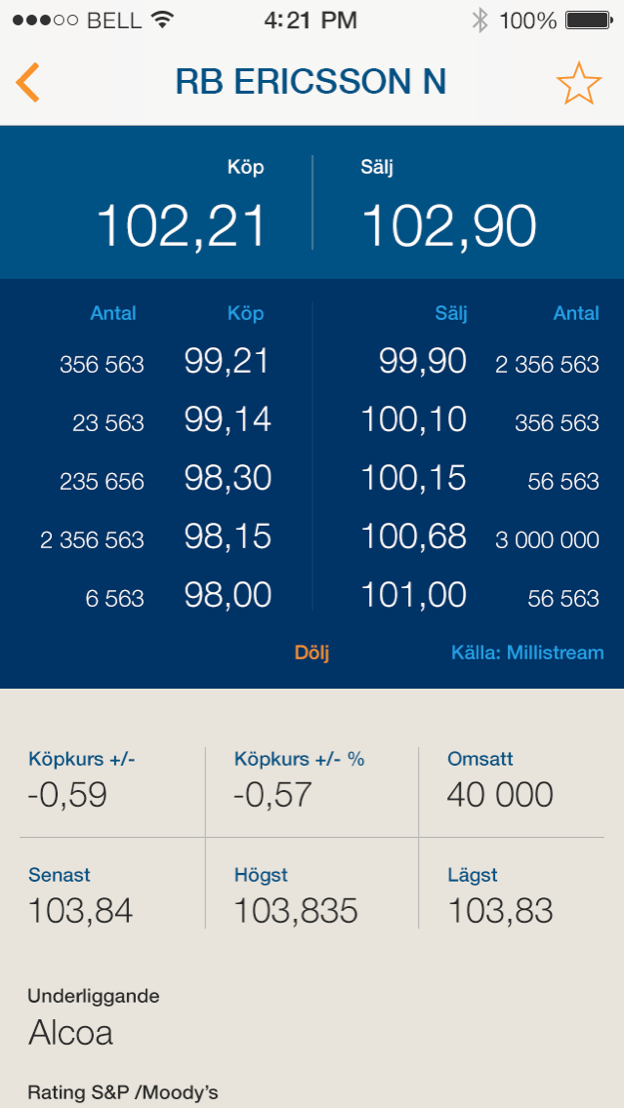 BELL 4:21 PM 100%
RB ERICSSON N
Köp Sälj
102,21 102,90
Antal Köp Sälj Antal
356 563 99,21 99,90 2 356 563
23 563 99,14 100,10 356 563
235 656 98,30 100,15 56 563
2 356 563 98,15 100,68 3 000 000
6 563 98,00 101,00 56 563
Dölj Källa: Millistream
Köpkurs +/- Köpkurs +/- % Omsatt
-0,59 -0,57 40 000
Senast Högst Lägst
103,84 103,835 103,83
Underliggande
Alcoa
Rating S&P /Moody's